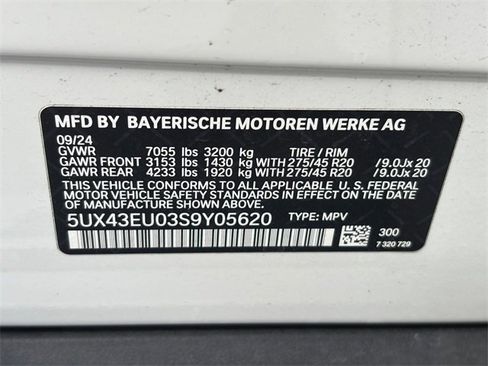 MFD BY BAYERISCHE MOTOREN WERKE AG
09/24
GVWR 7055 lbs 3200 kg TIRE / RIM
GAWR FRONT 3153 lbs 1430 kg WITH 275/45 R20 /9.0Jx 20
GAWR REAR 4233 lbs 1920 kg WITH 275/45 R20 /9.0Jx 20
THIS VEHICLE CONFORMS TO ALL APPLICABLE U. S. FEDERAL
MOTOR VEHICLE SAFETY STANDARDS IN EFFECT ON THE DATE
OF MANUFACTURE SHOWN ABOVE.
5UX43EU03S9Y05620 TYPE: MPV
300
7 320 729